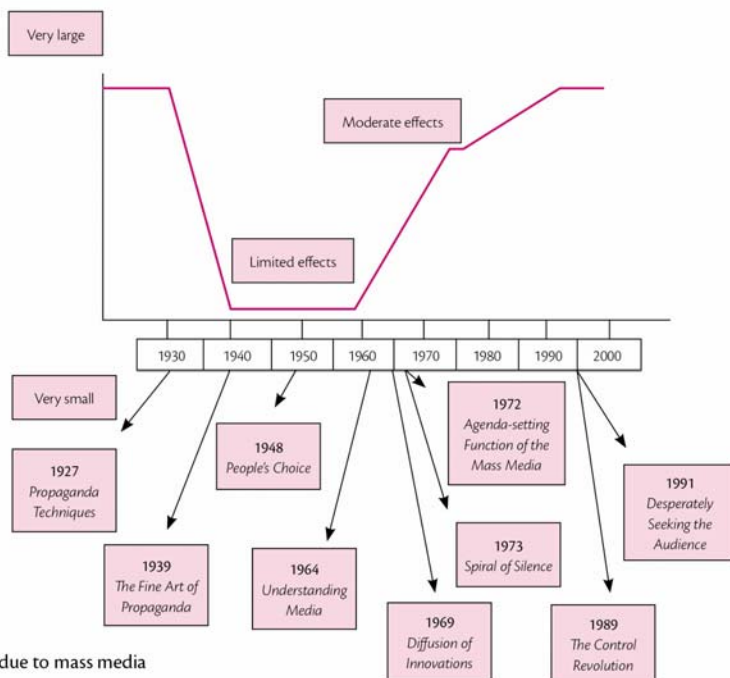 Very large
Moderate effects
Limited effects
1930 1940 1950 1960 1970 1980 1990 2000
Very small
1927
Propaganda
Techniques
1939
The Fine Art of
Propaganda
1948
People's Choice
1964
Understanding
Media
1972
Agenda-setting
Function of the
Mass Media
1973
Spiral of Silence
1969
Diffusion of
Innovations
1991
Desperately
Seeking the
Audience
1989
The Control
Revolution
due to mass media